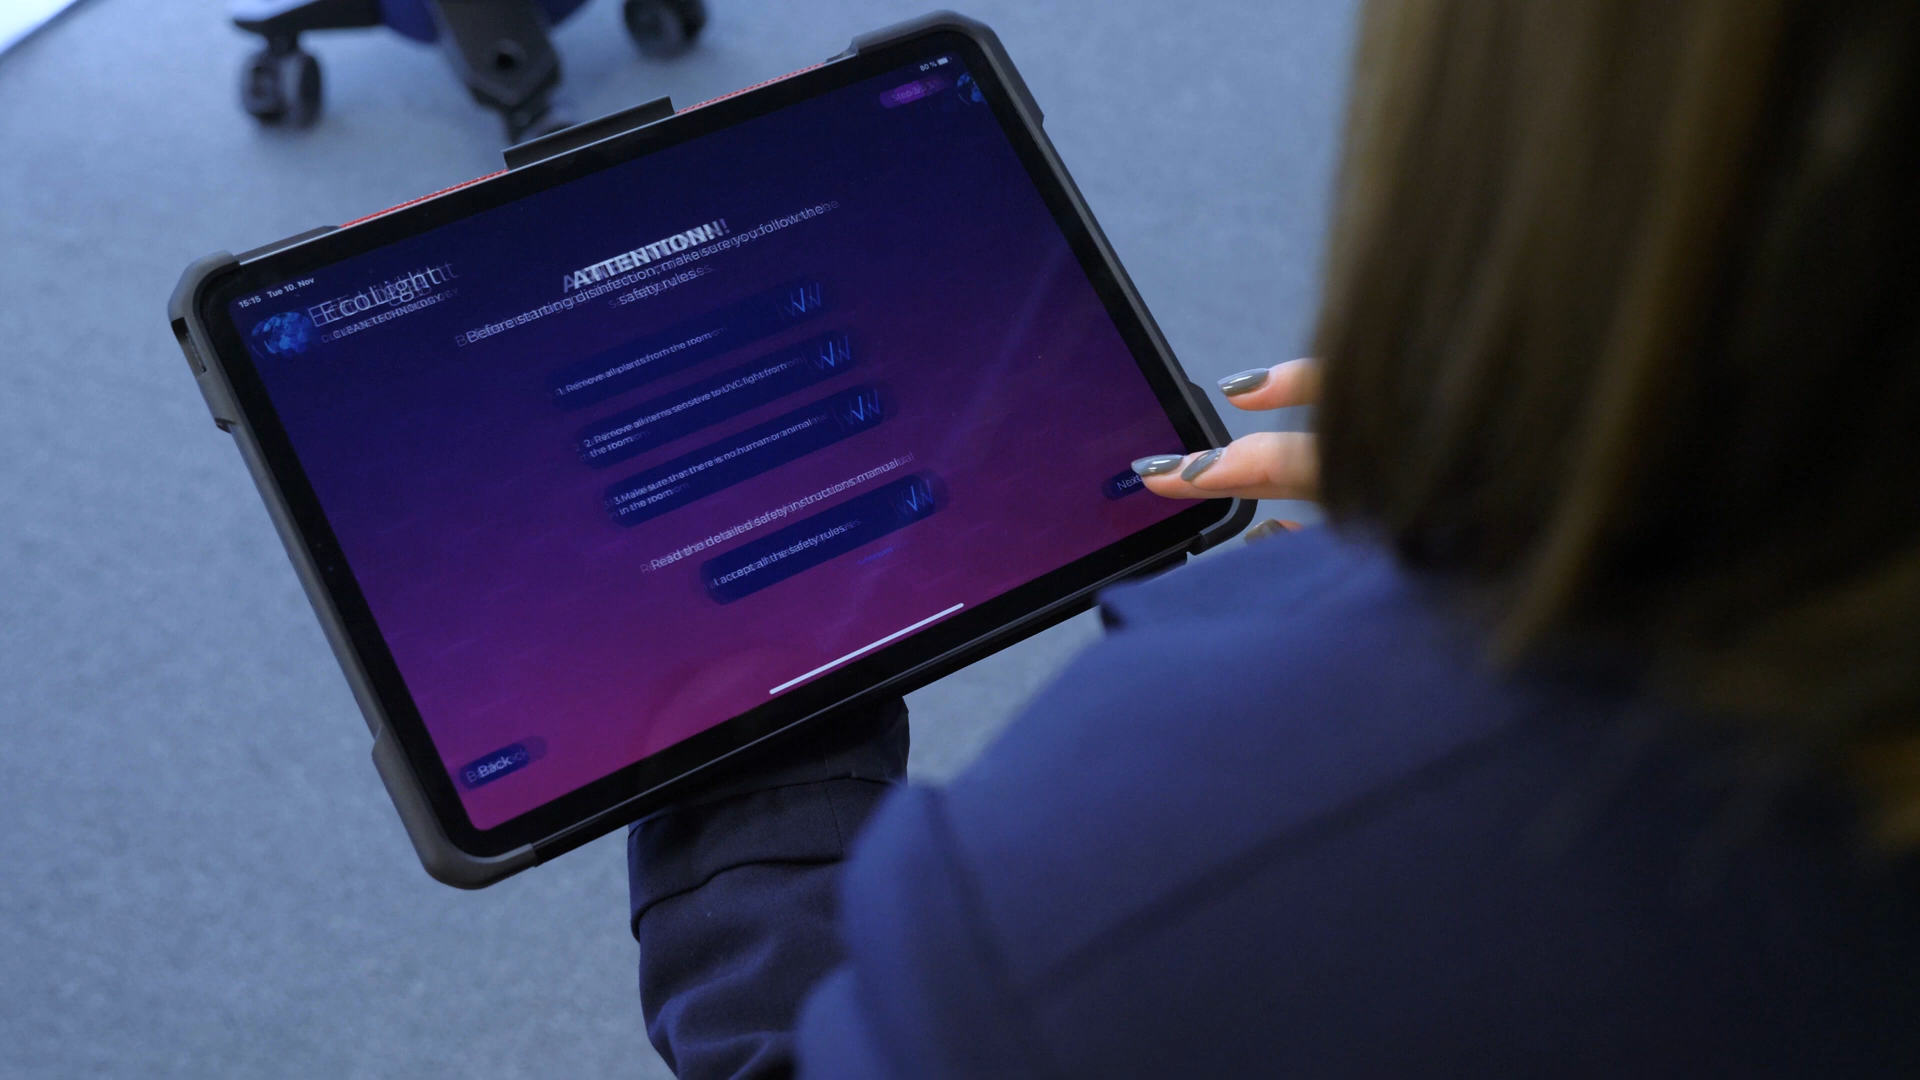 15:15 Tue 10. Nov
80 %
Ecolight
CLEAN TECHNOLOGY
ATTENTION!
Before starting disinfection, make sure you follow the
safety rules.
1. Remove all plants from the room
2. Remove all items sensitive to UVC light from
the room
3. Make sure that there is no human or animal
in the room
Read the detailed safety instructions manual
I accept all the safety rules.
Back
Next